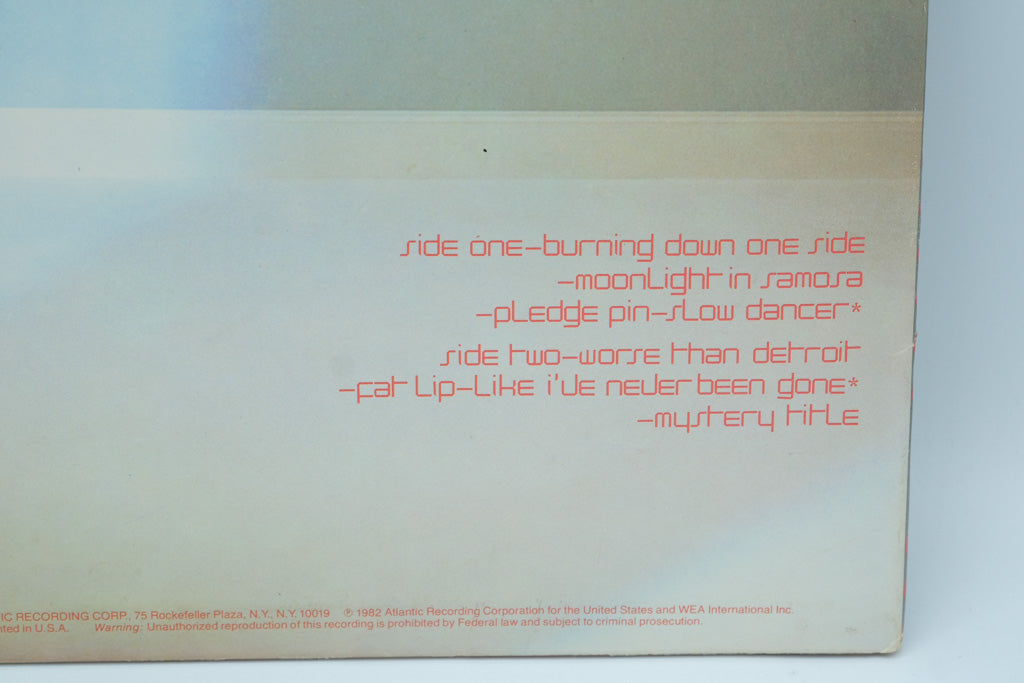 side one–burning down one side
–moonlight in samosa
–pledge pin–slow dancer*
side two–worse than detroit
–fat lip–like i've never been gone*
–mystery title
IC RECORDING CORP., 75 Rockefeller Plaza, N.Y., N.Y. 10019 ℗ 1982 Atlantic Recording Corporation for the United States and WEA International Inc.
nted in U.S.A. Warning: Unauthorized reproduction of this recording is prohibited by Federal law and subject to criminal prosecution.